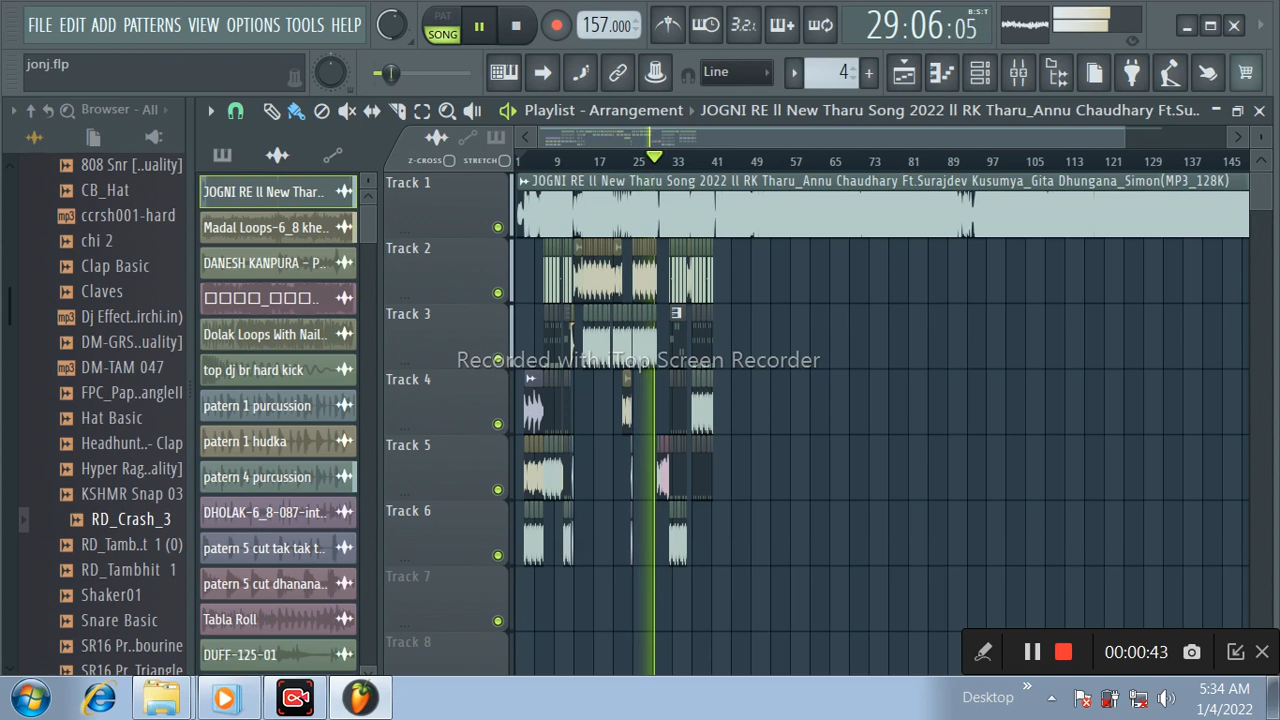 FILE EDIT ADD PATTERNS VIEW OPTIONS TOOLS HELP
PAT
SONG
157.000
3.2.1
29:06:05
B:S:T
jonj.flp
Line
4
Browser - All
Playlist - Arrangement
JOGNI RE ll New Tharu Song 2022 ll RK Tharu_Annu Chaudhary Ft.Su..
Z-CROSS
STRETCH
1 9 17 25 33 41 49 57 65 73 81 89 97 105 113 121 129 137 145
808 Snr [..uality]
CB_Hat
ccrsh001-hard
chi 2
Clap Basic
Claves
Dj Effect..irchi.in)
DM-GRS..uality]
DM-TAM 047
FPC_Pap..anglEff
Hat Basic
Headhunt..- Clap
Hyper Rag..ality]
KSHMR Snap 03
RD_Crash_3
RD_Tamb..t 1 (0)
RD_Tambhit 1
Shaker01
Snare Basic
SR16 Pr..bourine
SR16 Pr Triangle
mp3
mp3
mp3
JOGNI RE ll New Thar..
Madal Loops-6_8 khe..
DANESH KANPURA - P..
Dolak Loops With Nail..
top dj br hard kick
patern 1 purcussion
patern 1 hudka
patern 4 purcussion
DHOLAK-6_8-087-int..
patern 5 cut tak tak t..
patern 5 cut dhanana..
Tabla Roll
DUFF-125-01
Track 1
JOGNI RE ll New Tharu Song 2022 ll RK Tharu_Annu Chaudhary Ft.Surajdev Kusumya_Gita Dhungana_Simon(MP3_128K)
Track 2
Track 3
Track 4
Track 5
Track 6
Track 7
Track 8
Recorded with iTop Screen Recorder
00:00:43
Desktop
5:34 AM
1/4/2022